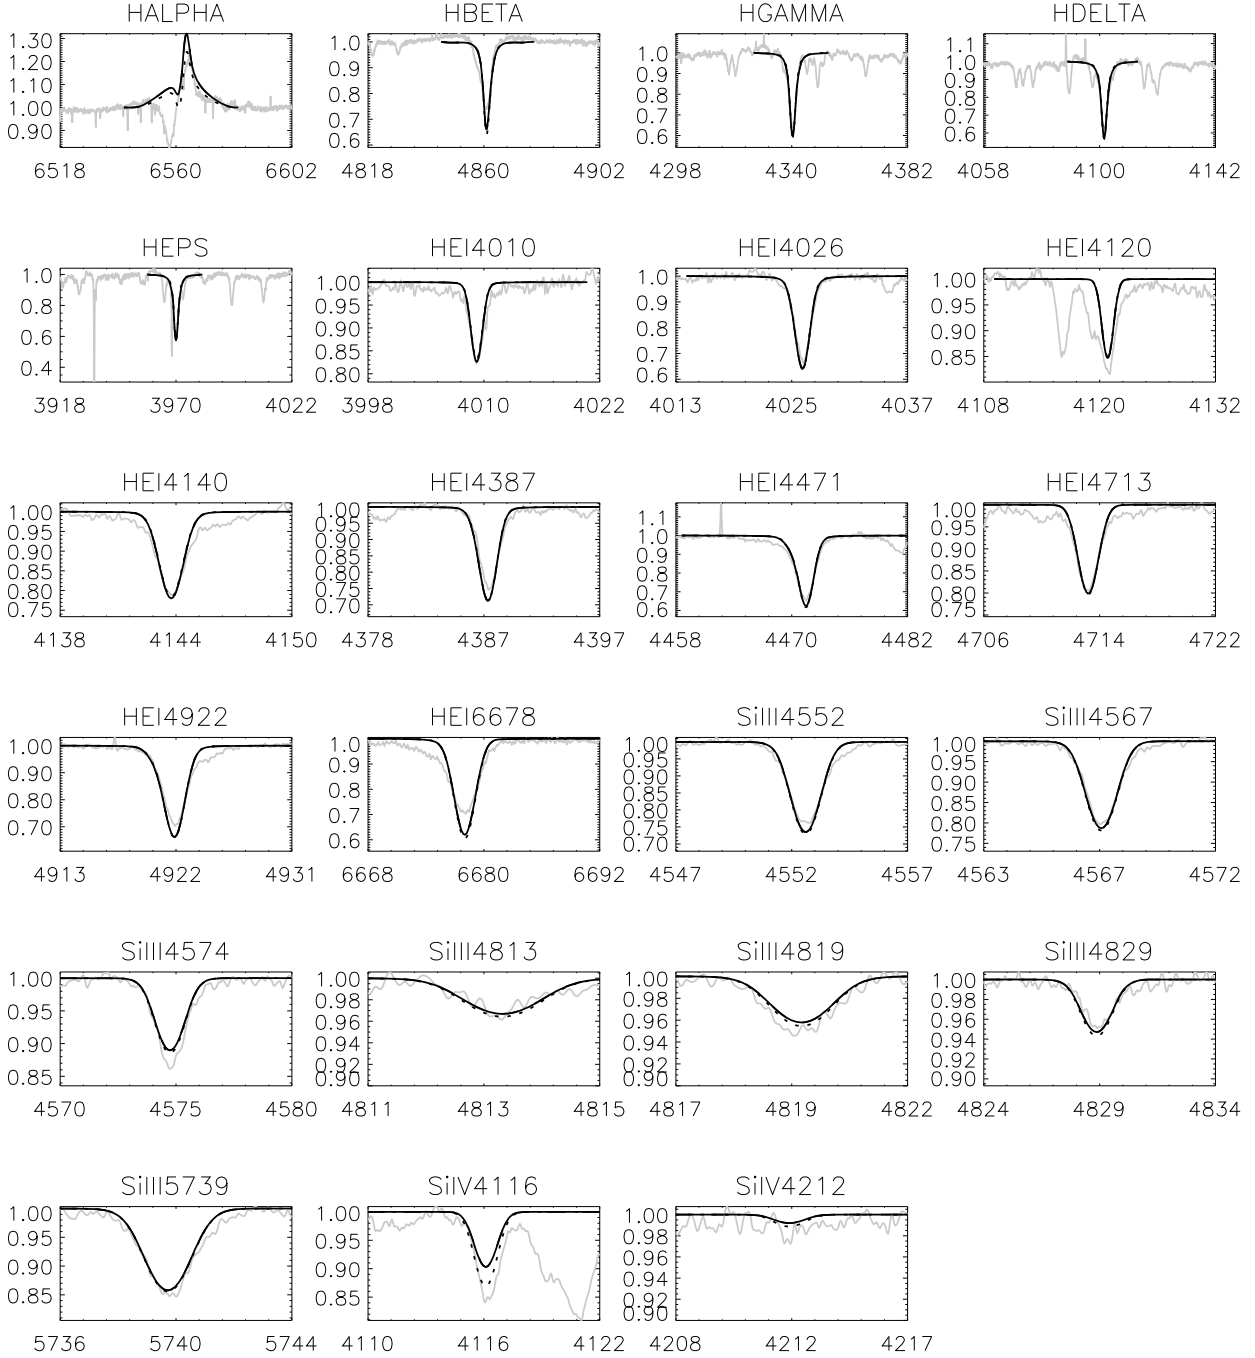 HALPHA HBETA HGAMMA HDELTA
1.30 1.0 1.0 1.1
1.20 0.9 0.9 1.0
1.10 0.8 0.8 0.9
1.00 0.7 0.7 0.8
0.90 0.6 0.6 0.7
0.6
6518 6560 6602 4818 4860 4902 4298 4340 4382 4058 4100 4142
HEPS HEI4010 HEI4026 HEI4120
1.0 1.00 1.0 1.00
0.8 0.95 0.9 0.95
0.6 0.90 0.8 0.90
0.4 0.85 0.7 0.85
0.80 0.6
3918 3970 4022 3998 4010 4022 4013 4025 4037 4108 4120 4132
HEI4140 HEI4387 HEI4471 HEI4713
1.00 1.00 1.1 1.00
0.95 0.95 1.0 0.95
0.90 0.90 0.9 0.90
0.85 0.85 0.8 0.85
0.80 0.80 0.7 0.80
0.75 0.75 0.6 0.75
0.70
4138 4144 4150 4378 4387 4397 4458 4470 4482 4706 4714 4722
HEI4922 HEI6678 SiIII4552 SiIII4567
1.00 1.0 1.00 1.00
0.90 0.9 0.95 0.95
0.80 0.8 0.90 0.90
0.70 0.7 0.85 0.85
0.6 0.80 0.80
0.75 0.75
0.70
4913 4922 4931 6668 6680 6692 4547 4552 4557 4563 4567 4572
SiIII4574 SiIII4813 SiIII4819 SiIII4829
1.00 1.00 1.00 1.00
0.95 0.98 0.98 0.98
0.90 0.96 0.96 0.96
0.85 0.94 0.94 0.94
0.92 0.92 0.92
0.90 0.90 0.90
4570 4575 4580 4811 4813 4815 4817 4819 4822 4824 4829 4834
SiIII5739 SiIV4116 SiIV4212
1.00 1.00 1.00
0.95 0.95 0.98
0.90 0.90 0.96
0.85 0.85 0.94
0.92
0.90
5736 5740 5744 4110 4116 4122 4208 4212 4217